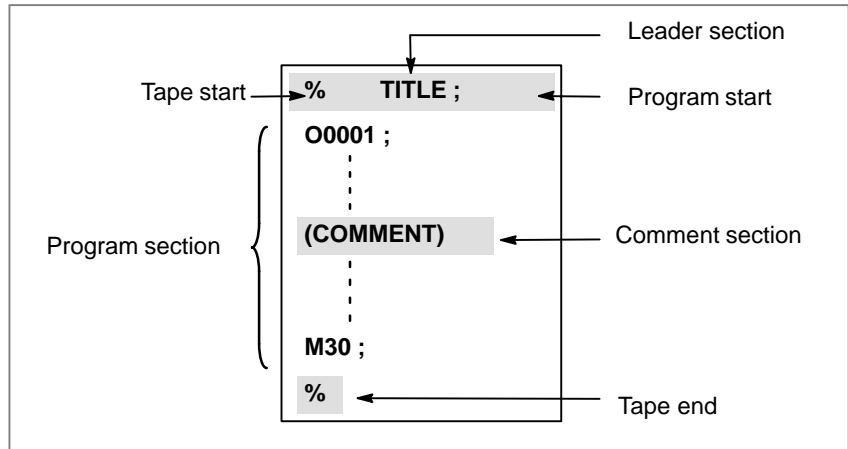 Leader section
Tape start
% TITLE ;
Program start
O0001 ;
Program section
(COMMENT)
Comment section
M30 ;
%
Tape end